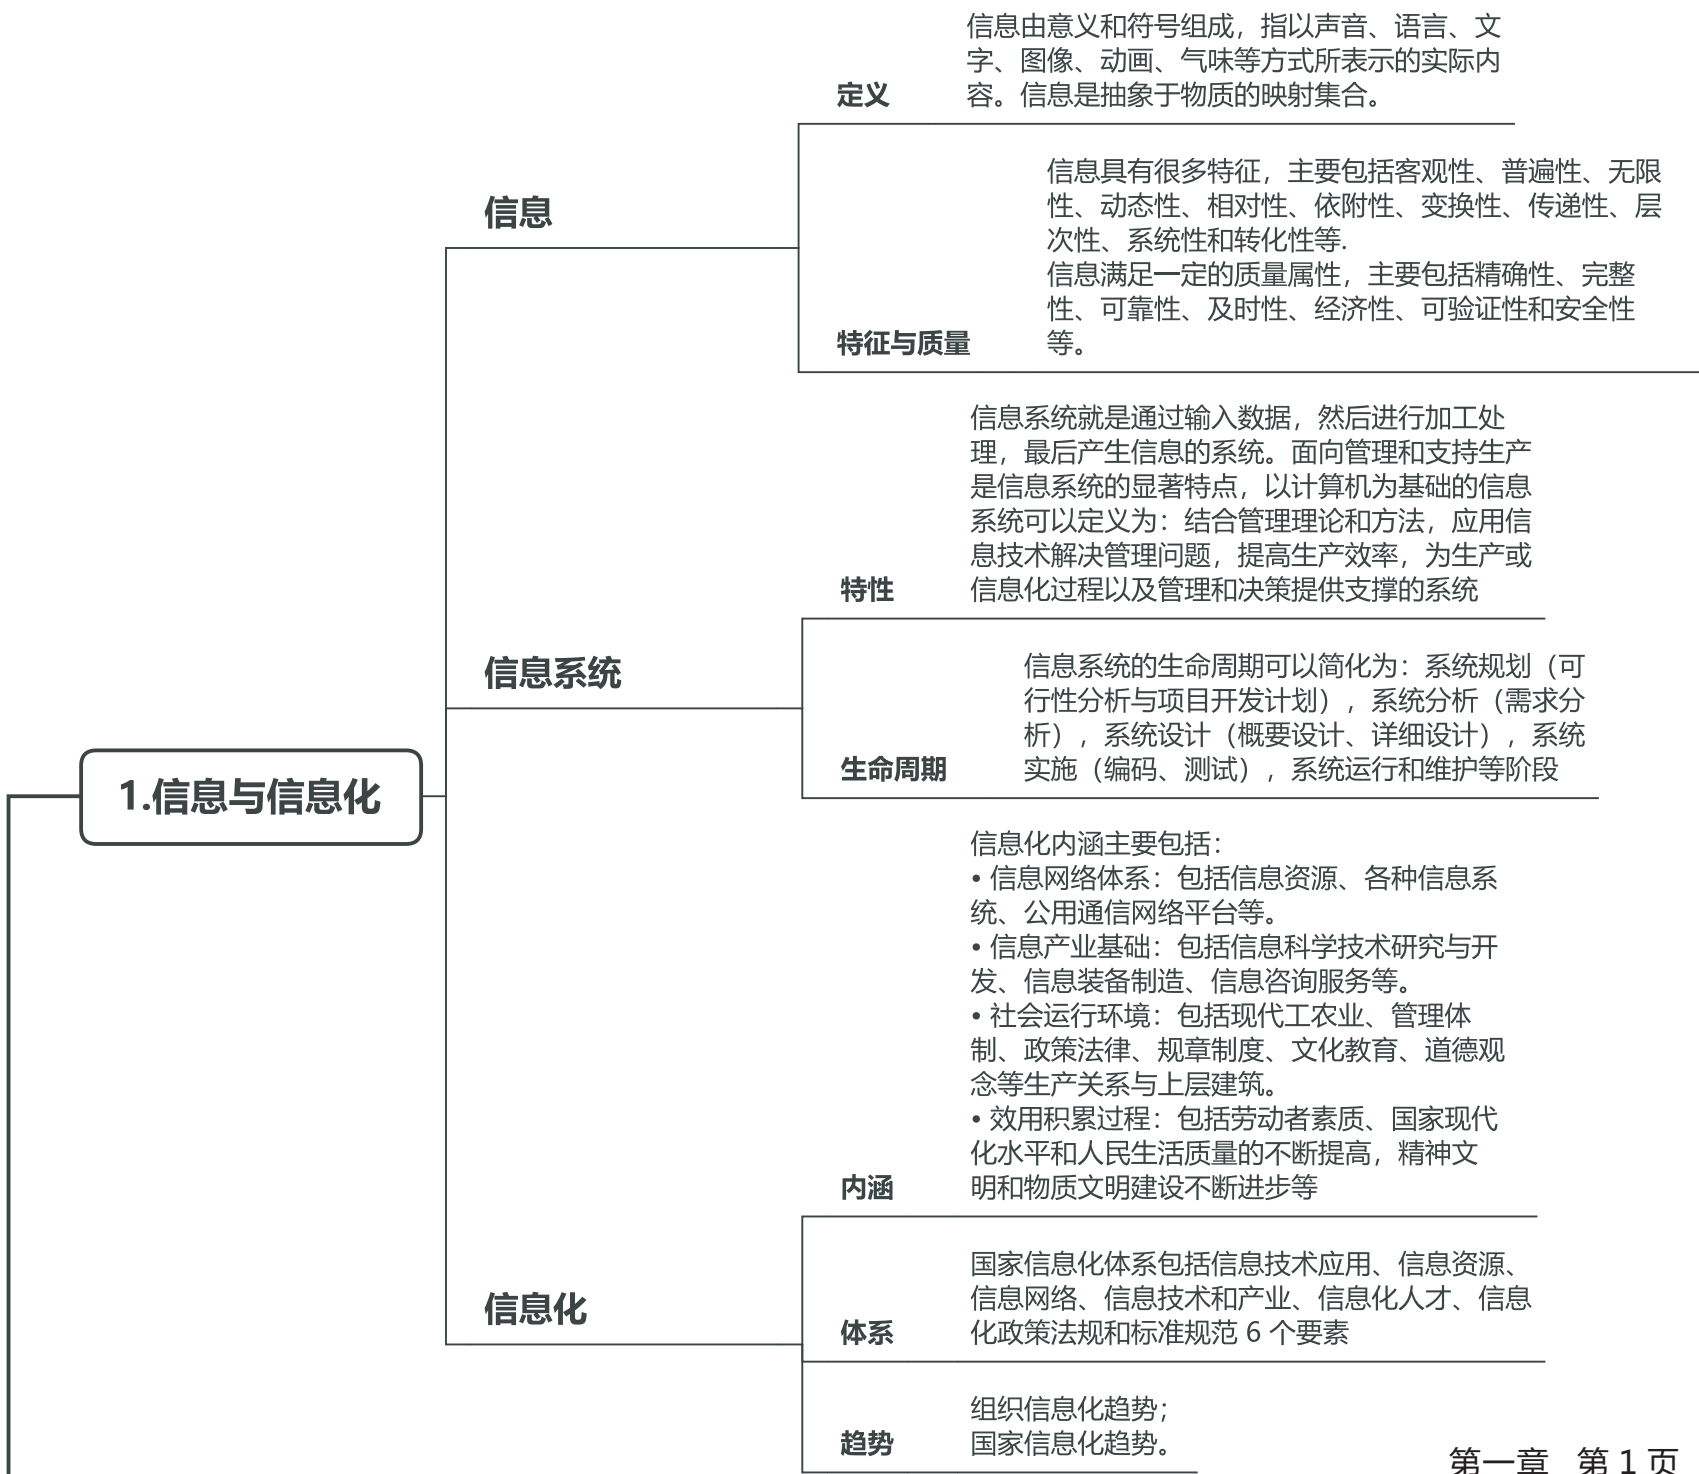 1.信息与信息化
信息
定义
信息由意义和符号组成，指以声音、语言、文
字、图像、动画、气味等方式所表示的实际内
容。信息是抽象于物质的映射集合。
特征与质量
信息具有很多特征，主要包括客观性、普遍性、无限
性、动态性、相对性、依附性、变换性、传递性、层
次性、系统性和转化性等.
信息满足一定的质量属性，主要包括精确性、完整
性、可靠性、及时性、经济性、可验证性和安全性
等。
信息系统
特性
信息系统就是通过输入数据，然后进行加工处
理，最后产生信息的系统。面向管理和支持生产
是信息系统的显著特点，以计算机为基础的信息
系统可以定义为：结合管理理论和方法，应用信
息技术解决管理问题，提高生产效率，为生产或
信息化过程以及管理和决策提供支撑的系统
生命周期
信息系统的生命周期可以简化为：系统规划（可
行性分析与项目开发计划），系统分析（需求分
析），系统设计（概要设计、详细设计），系统
实施（编码、测试），系统运行和维护等阶段
信息化
内涵
信息化内涵主要包括：
• 信息网络体系：包括信息资源、各种信息系
统、公用通信网络平台等。
• 信息产业基础：包括信息科学技术研究与开
发、信息装备制造、信息咨询服务等。
• 社会运行环境：包括现代工农业、管理体
制、政策法律、规章制度、文化教育、道德观
念等生产关系与上层建筑。
• 效用积累过程：包括劳动者素质、国家现代
化水平和人民生活质量的不断提高，精神文
明和物质文明建设不断进步等
体系
国家信息化体系包括信息技术应用、信息资源、
信息网络、信息技术和产业、信息化人才、信息
化政策法规和标准规范 6 个要素
趋势
组织信息化趋势；
国家信息化趋势。
第一章 第 1 页